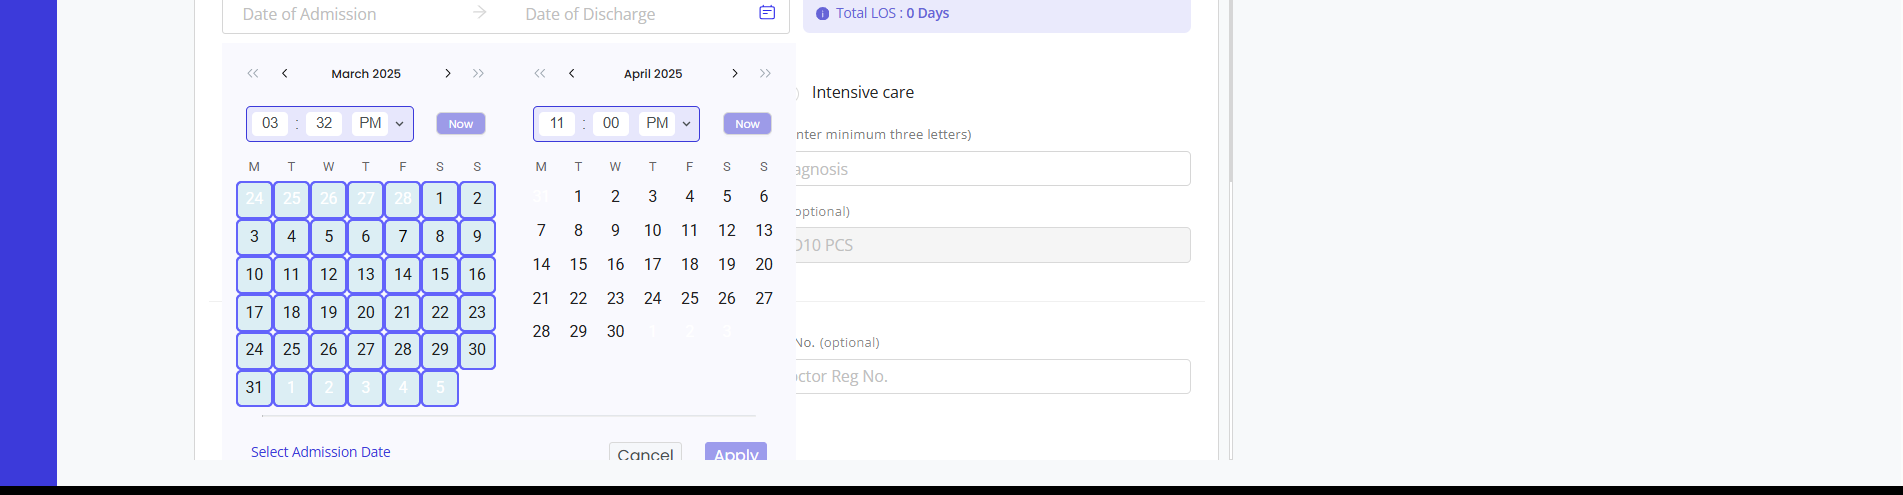 Date of Admission → Date of Discharge
Total LOS : 0 Days
<< < March 2025 > >>
<< < April 2025 > >>
Intensive care
03 : 32 PM Now
11 : 00 PM Now
nter minimum three letters)
M T W T F S S
M T W T F S S
agnosis
24 25 26 27 28 1 2
31 1 2 3 4 5 6
optional)
3 4 5 6 7 8 9
7 8 9 10 11 12 13
D10 PCS
10 11 12 13 14 15 16
14 15 16 17 18 19 20
17 18 19 20 21 22 23
21 22 23 24 25 26 27
24 25 26 27 28 29 30
28 29 30 1 2 3
No. (optional)
31 1 2 3 4 5
ctor Reg No.
Select Admission Date
Cancel Apply